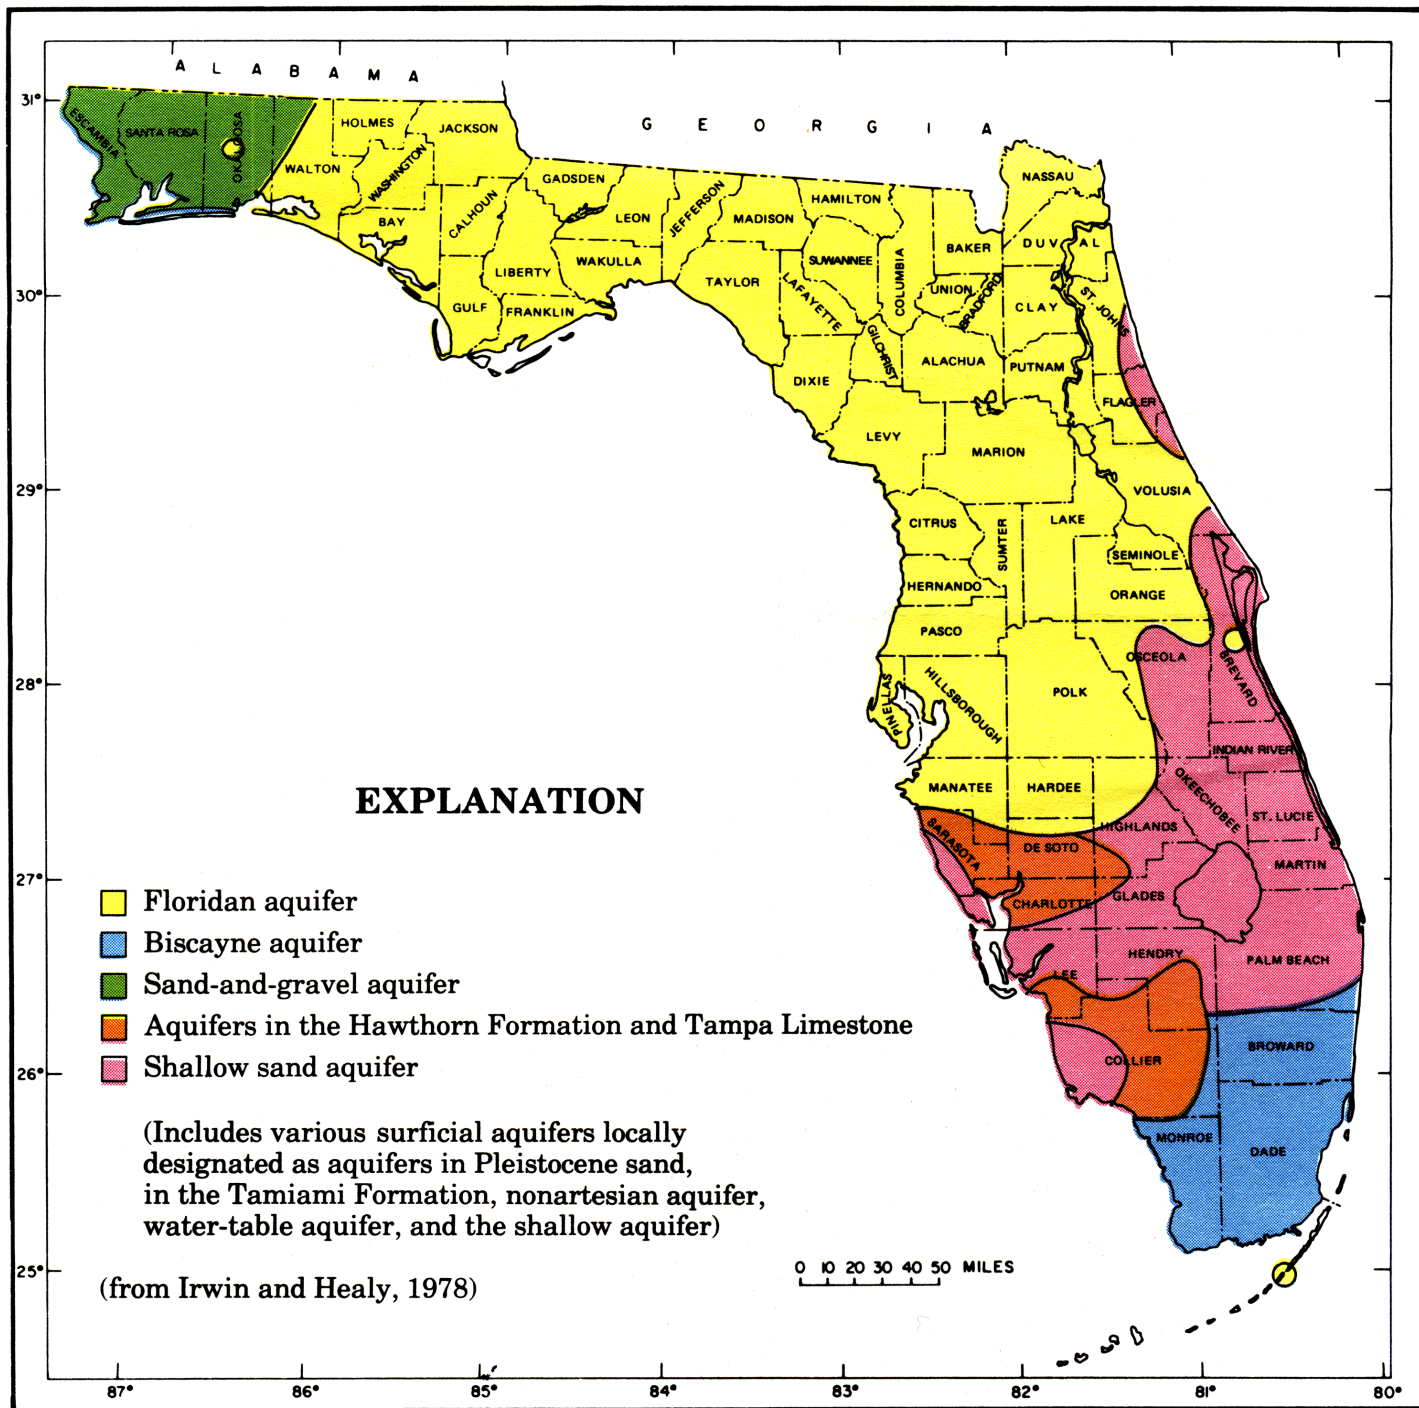 A L A B A M A
G E O R G I A
31°
30°
29°
28°
27°
26°
25°
ESCAMBIA
SANTA ROSA
OKALOOSA
HOLMES
JACKSON
WALTON
WASHINGTON
BAY
CALHOUN
GADSDEN
LEON
JEFFERSON
MADISON
HAMILTON
NASSAU
BAKER
DUVAL
LIBERTY
WAKULLA
TAYLOR
SUWANNEE
COLUMBIA
UNION
BRADFORD
CLAY
ST. JOHNS
GULF
FRANKLIN
LAFAYETTE
GILCHRIST
ALACHUA
PUTNAM
DIXIE
FLAGLER
LEVY
MARION
VOLUSIA
CITRUS
SUMTER
LAKE
SEMINOLE
HERNANDO
ORANGE
PASCO
OSCEOLA
BREVARD
PINELLAS
HILLSBOROUGH
POLK
INDIAN RIVER
MANATEE
HARDEE
OKEECHOBEE
HIGHLANDS
ST. LUCIE
SARASOTA
DE SOTO
MARTIN
CHARLOTTE
GLADES
LEE
HENDRY
PALM BEACH
COLLIER
BROWARD
MONROE
DADE
EXPLANATION
Floridan aquifer
Biscayne aquifer
Sand-and-gravel aquifer
Aquifers in the Hawthorn Formation and Tampa Limestone
Shallow sand aquifer
(Includes various surficial aquifers locally
designated as aquifers in Pleistocene sand,
in the Tamiami Formation, nonartesian aquifer,
water-table aquifer, and the shallow aquifer)
(from Irwin and Healy, 1978)
0 10 20 30 40 50 MILES
87° 86° 85° 84° 83° 82° 81° 80°